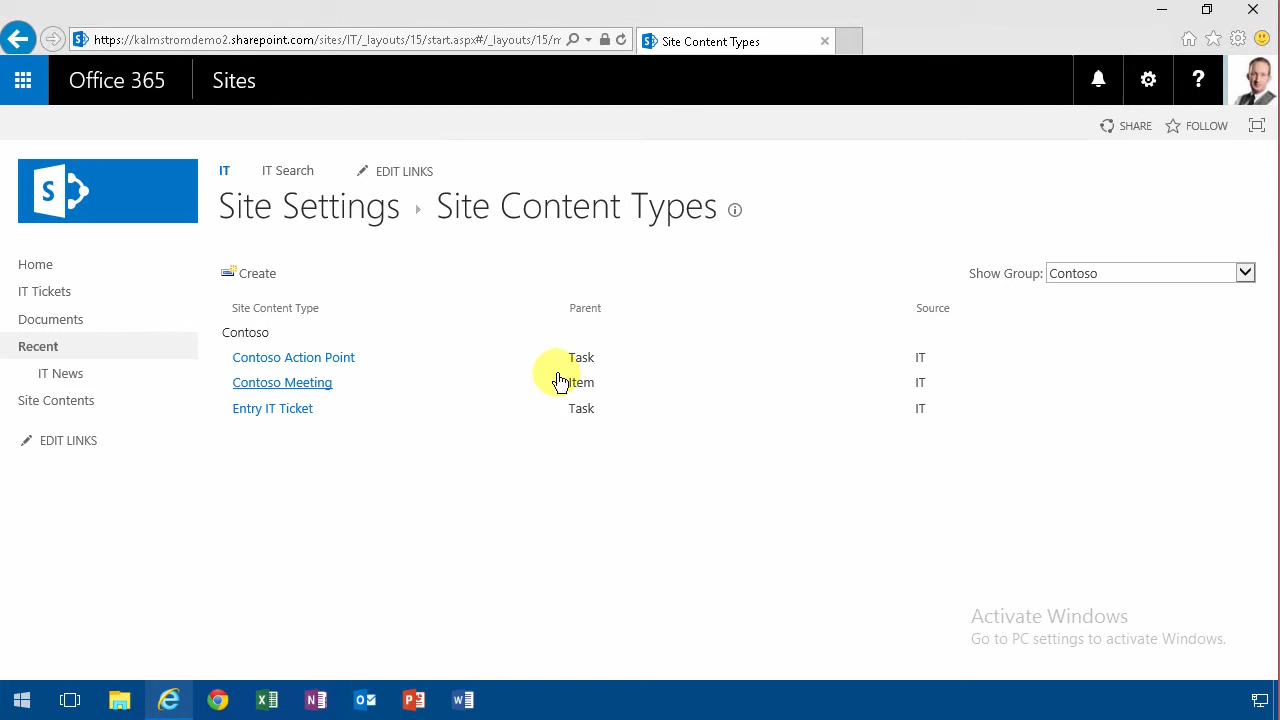 https://kalmstromdemo2.sharepoint.com/sites/IT/_layouts/15/start.aspx#/_layouts/15/m
Site Content Types
Office 365
Sites
?
SHARE
FOLLOW
S
IT
IT Search
EDIT LINKS
Site Settings
Site Content Types
Home
IT Tickets
Documents
Recent
IT News
Site Contents
EDIT LINKS
Create
Show Group: Contoso
Site Content Type Parent Source
Contoso
Contoso Action Point Task IT
Contoso Meeting Item IT
Entry IT Ticket Task IT
Activate Windows
Go to PC settings to activate Windows.